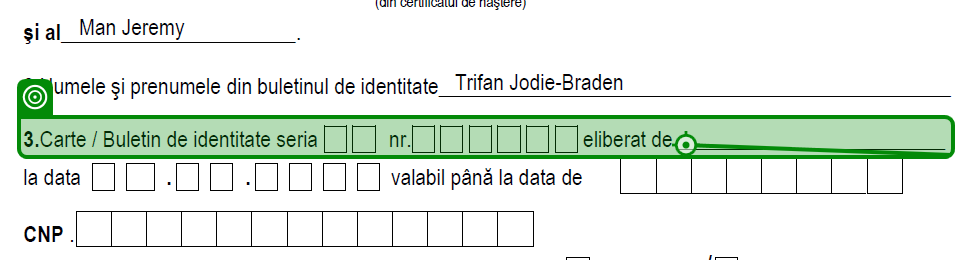 (din certificatul de naştere)
şi al Man Jeremy.
Numele şi prenumele din buletinul de identitate Trifan Jodie-Braden
3.Carte / Buletin de identitate seria nr. eliberat de
la data . . valabil până la data de
CNP .
/